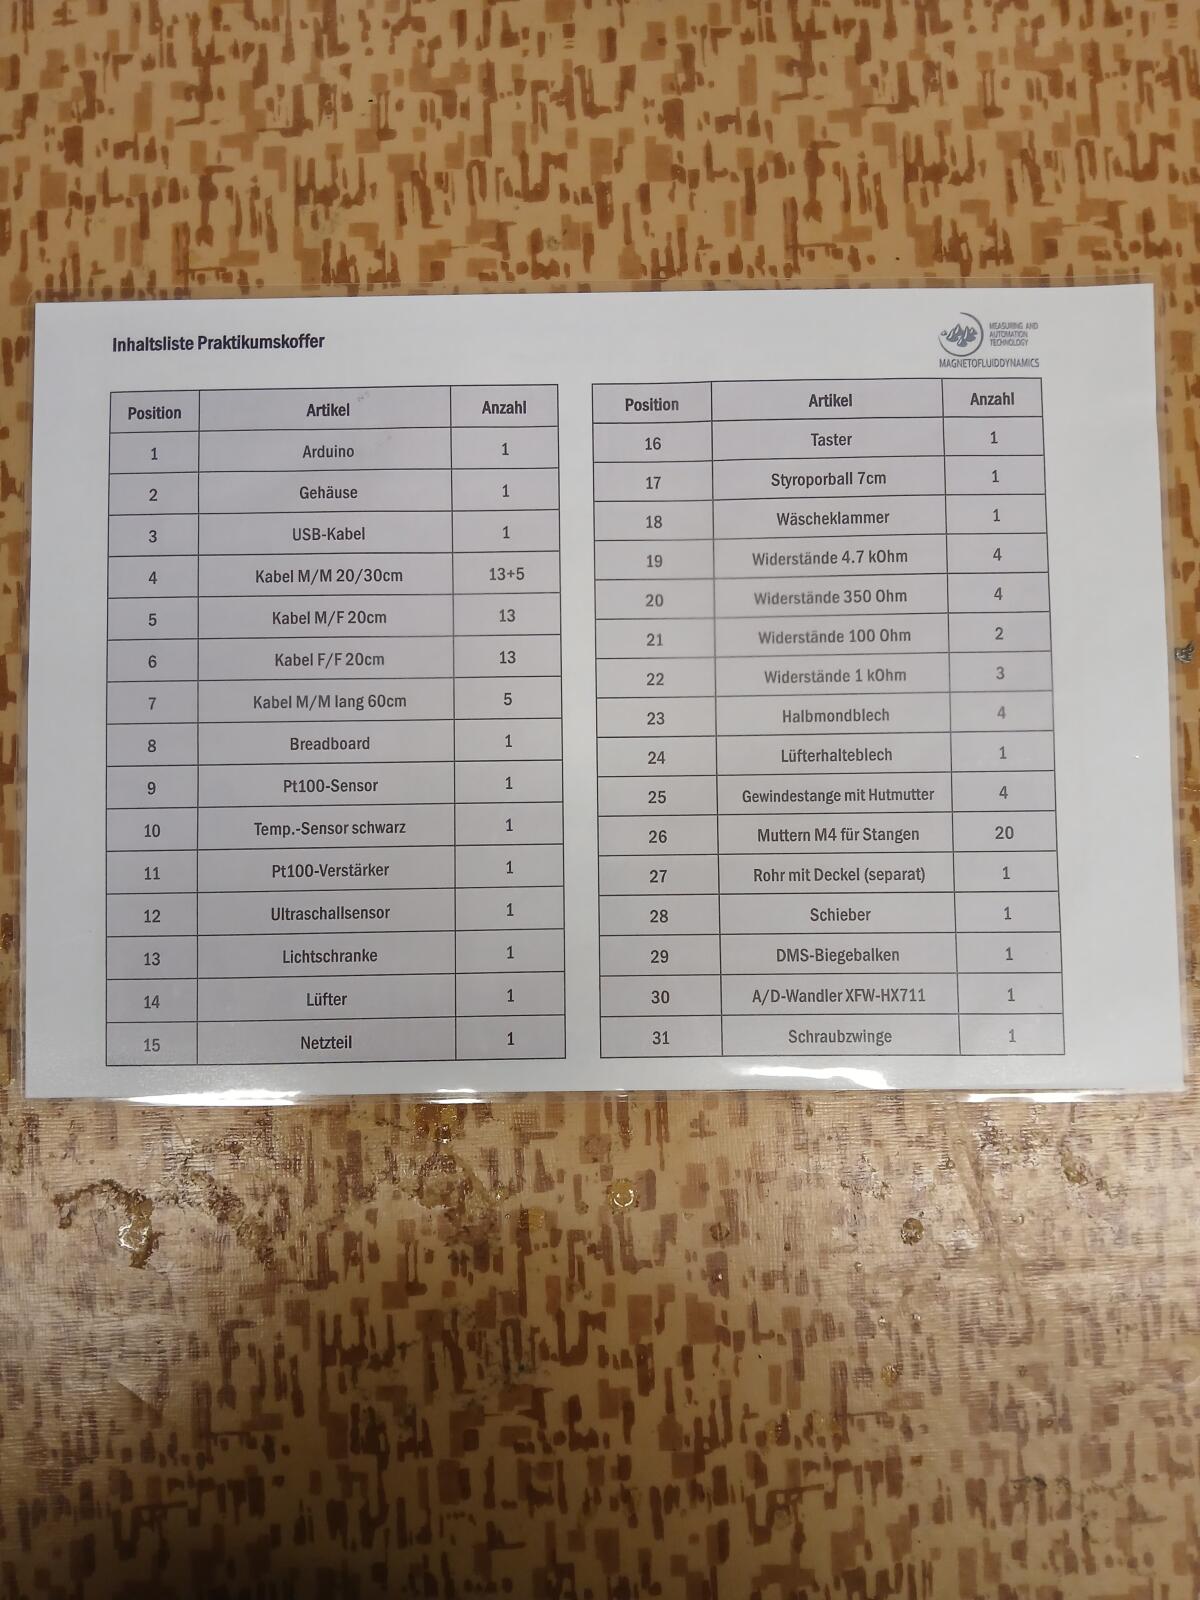 Inhaltsliste Praktikumskoffer
MEASURING AND
AUTOMATION
TECHNOLOGY
MAGNETOFLUIDDYNAMICS
Position Artikel Anzahl
1 Arduino 1
2 Gehäuse 1
3 USB-Kabel 1
4 Kabel M/M 20/30cm 13+5
5 Kabel M/F 20cm 13
6 Kabel F/F 20cm 13
7 Kabel M/M lang 60cm 5
8 Breadboard 1
9 Pt100-Sensor 1
10 Temp.-Sensor schwarz 1
11 Pt100-Verstärker 1
12 Ultraschallsensor 1
13 Lichtschranke 1
14 Lüfter 1
15 Netzteil 1
Position Artikel Anzahl
16 Taster 1
17 Styroporball 7cm 1
18 Wäscheklammer 1
19 Widerstände 4.7 kOhm 4
20 Widerstände 350 Ohm 4
21 Widerstände 100 Ohm 2
22 Widerstände 1 kOhm 3
23 Halbmondblech 4
24 Lüfterhalteblech 1
25 Gewindestange mit Hutmutter 4
26 Muttern M4 für Stangen 20
27 Rohr mit Deckel (separat) 1
28 Schieber 1
29 DMS-Biegebalken 1
30 A/D-Wandler XFW-HX711 1
31 Schraubzwinge 1